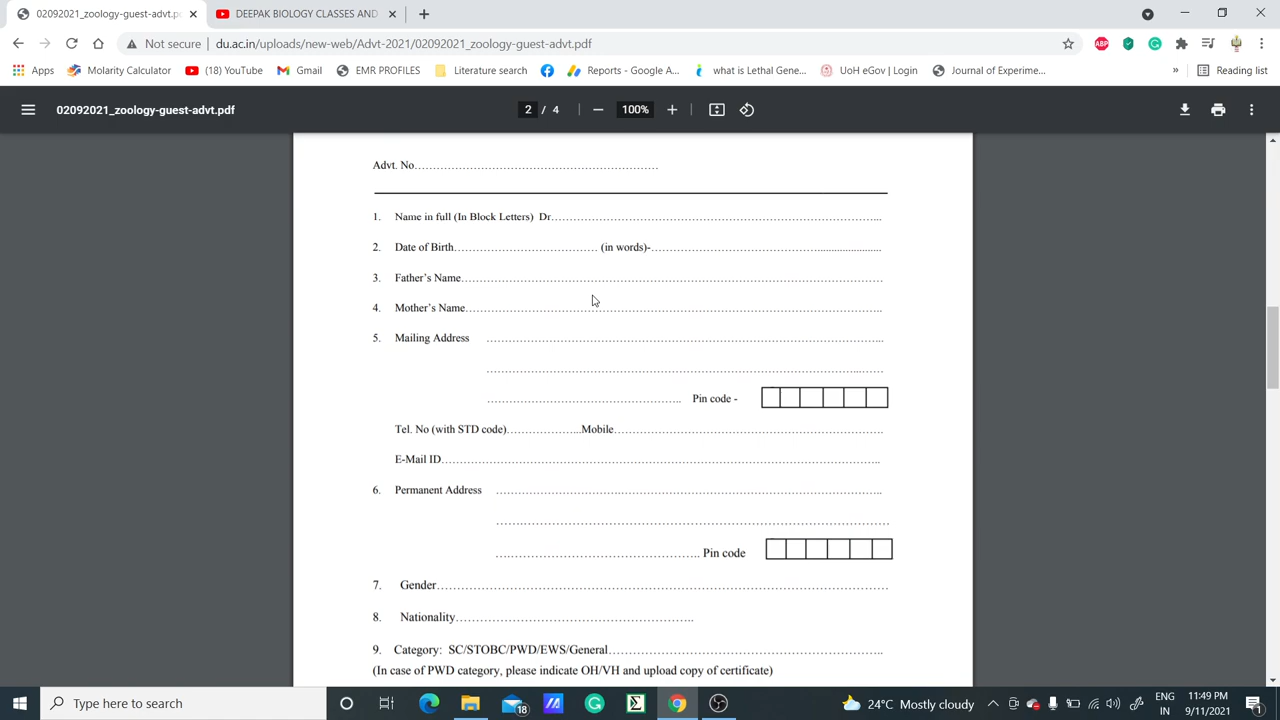 02092021_zoology-guest-advt.pdf
DEEPAK BIOLOGY CLASSES AND
Not secure
du.ac.in/uploads/new-web/Advt-2001/02092021_zoology-guest-advt.pdf
ABP
Apps
Molarity Calculator
(18) YouTube
Gmail
EMR PROFILES
Literature search
Reports - Google A...
what is Lethal Gene...
UoH eGov | Login
Journal of Experime...
»
Reading list
02092021_zoology-guest-advt.pdf
2 / 4
100%
Advt. No……………………………………………………
1. Name in full (In Block Letters) Dr………………………………………………………………...
2. Date of Birth……………………………… (in words)-……………………………………......................
3. Father's Name……………………………………………………………………………………
4. Mother's Name…………………………………………………………………………………..
5. Mailing Address …………………………………………………………………………...
…………………………………………………………………………...……
……………………………………….. Pin code -
Tel. No (with STD code)………………...Mobile…………………………………………………….
E-Mail ID……………………………………………………………………………………..
6. Permanent Address ………………………….……………………………………………..
……………………………………………………………………………
…..…………………………………….. Pin code
7. Gender………………………………………………………………………………………
8. Nationality…………………………………………………..
9. Category: SC/STOBC/PWD/EWS/General……………………………………………………..
(In case of PWD category, please indicate OH/VH and upload copy of certificate)
Type here to search
18
24°C Mostly cloudy
ENG
IN
11:49 PM
9/11/2021
1